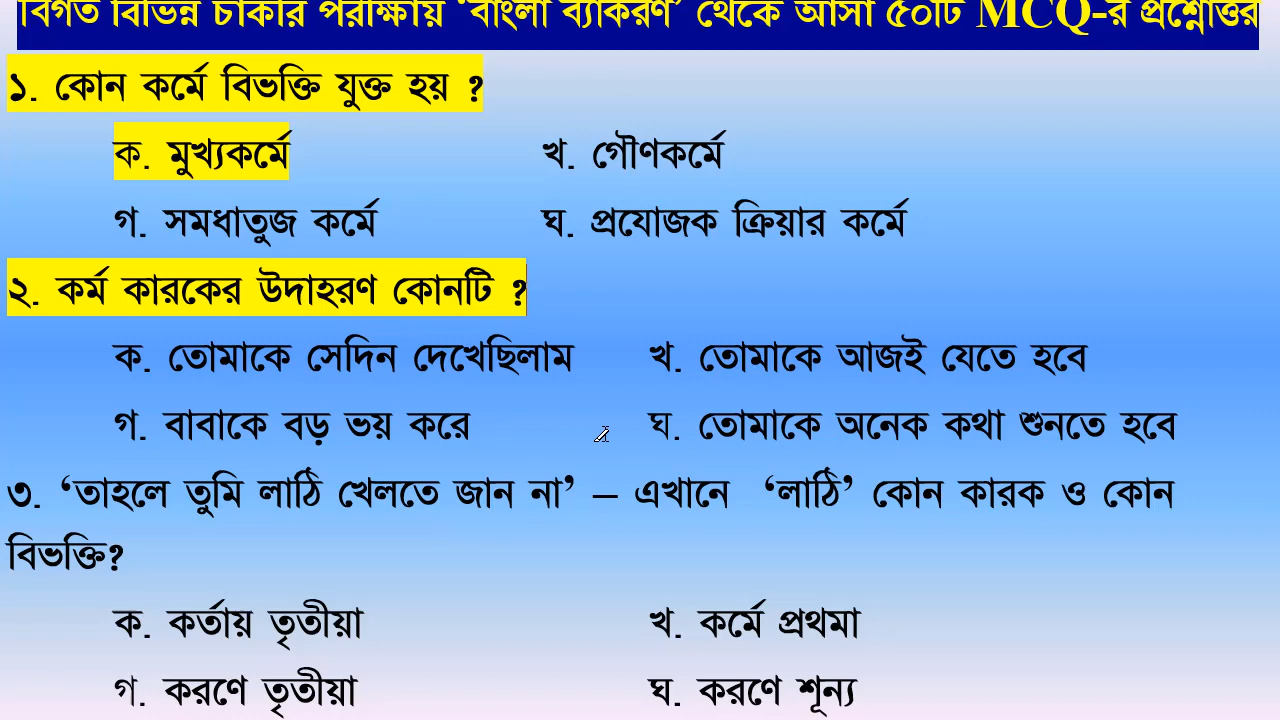 বিগত বিভিন্ন চাকরি পরীক্ষায় ‘বাংলা ব্যাকরণ’ থেকে আসা ৫০টি MCQ-র প্রশ্নোত্তর
১. কোন কর্মে বিভক্তি যুক্ত হয় ?
ক. মুখ্যকর্মে খ. গৌণকর্মে
গ. সমধাতুজ কর্মে ঘ. প্রযোজক ক্রিয়ার কর্মে
২. কর্ম কারকের উদাহরণ কোনটি ?
ক. তোমাকে সেদিন দেখেছিলাম খ. তোমাকে আজই যেতে হবে
গ. বাবাকে বড় ভয় করে ঘ. তোমাকে অনেক কথা শুনতে হবে
৩. ‘তাহলে তুমি লাঠি খেলতে জান না’ – এখানে ‘লাঠি’ কোন কারক ও কোন
বিভক্তি?
ক. কর্তায় তৃতীয়া খ. কর্মে প্রথমা
গ. করণে তৃতীয়া ঘ. করণে শূন্য